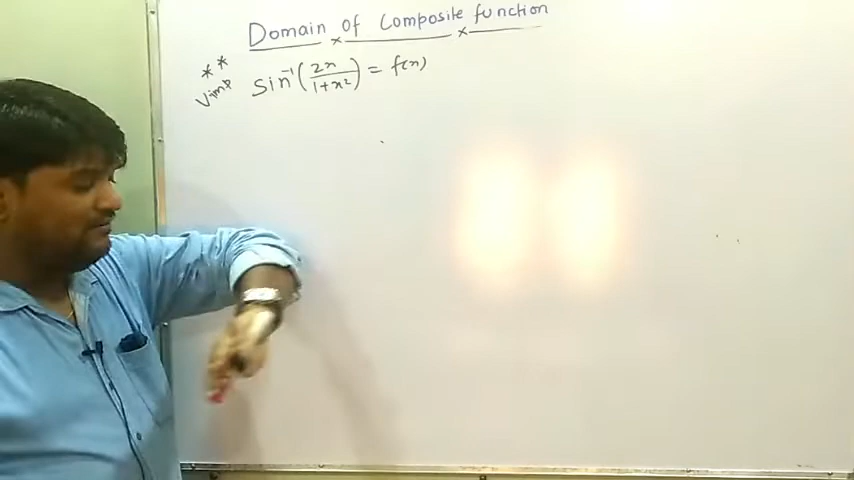 Domain of Composite function
** 
Vimp sin⁻¹(2x/1+x²) = f(x)